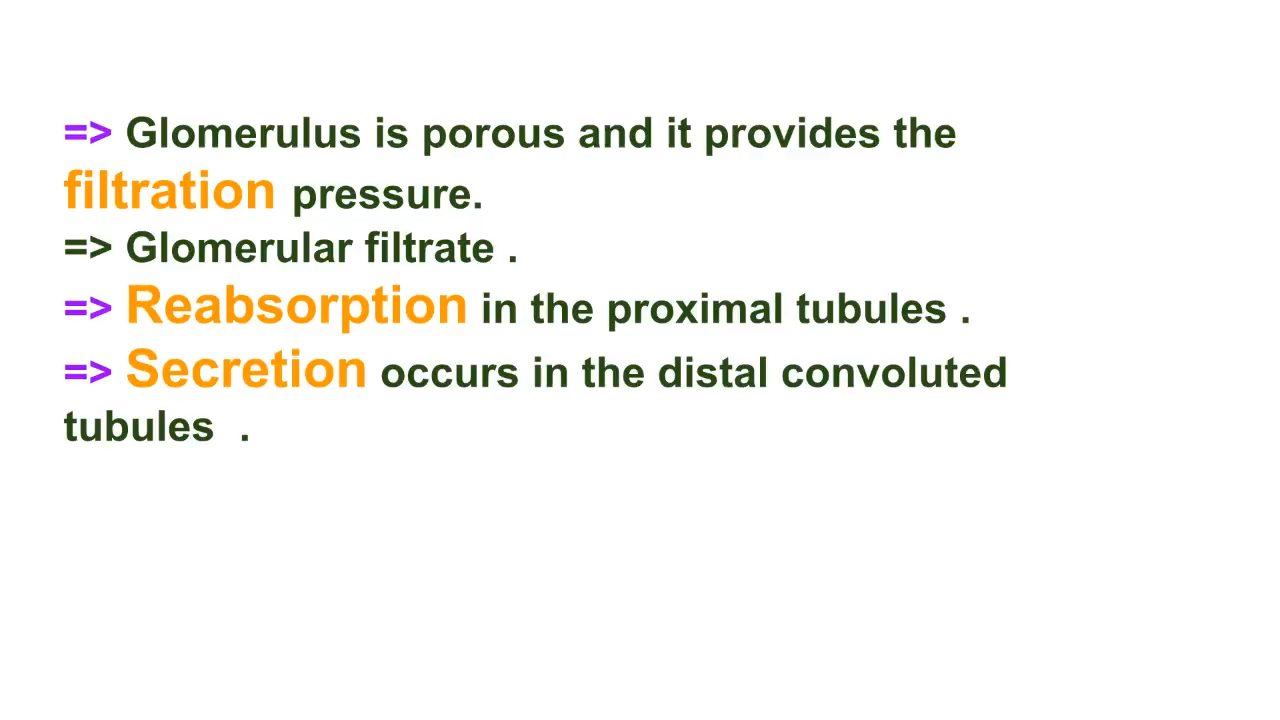 => Glomerulus is porous and it provides the
filtration pressure.
=> Glomerular filtrate .
=> Reabsorption in the proximal tubules .
=> Secretion occurs in the distal convoluted
tubules  .